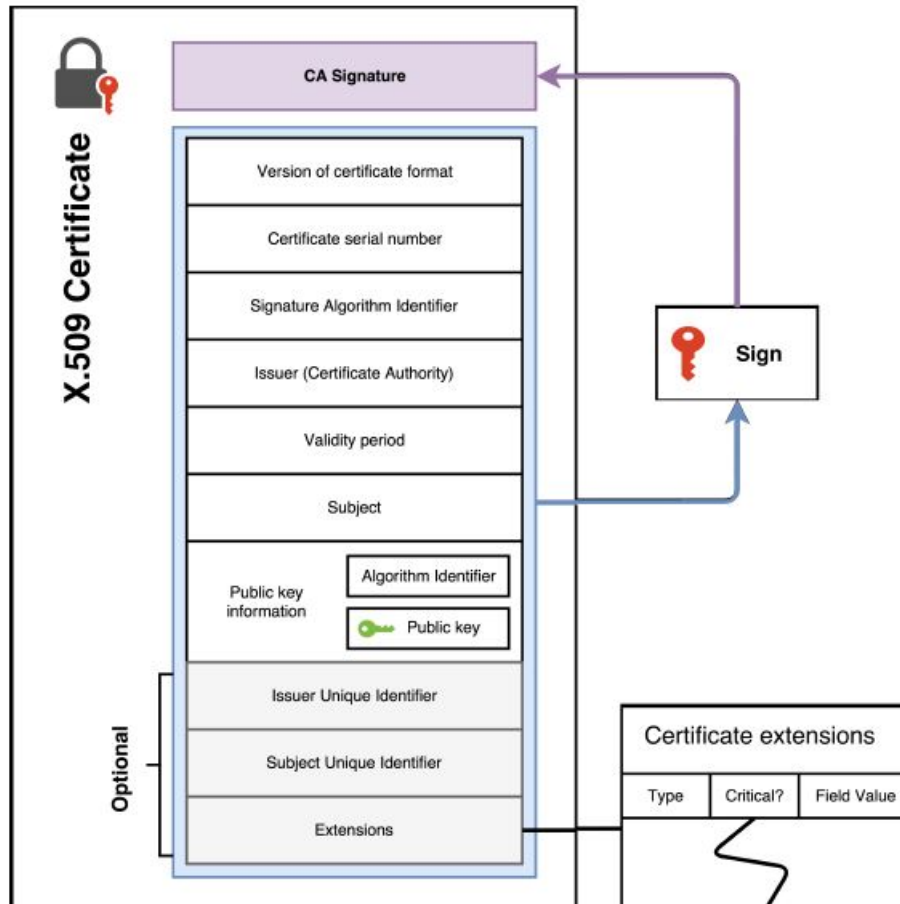 X.509 Certificate
CA Signature
Version of certificate format
Certificate serial number
Signature Algorithm Identifier
Issuer (Certificate Authority)
Validity period
Subject
Public key
information
Algorithm Identifier
Public key
Optional
Issuer Unique Identifier
Subject Unique Identifier
Extensions
Sign
Certificate extensions
Type
Critical?
Field Value